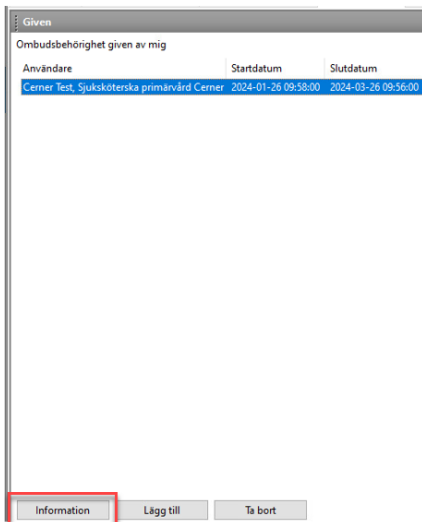 Given
Ombudsbehörighet given av mig
Användare Startdatum Slutdatum
Cerner Test, Sjuksköterska primärvård Cerner 2024-01-26 09:58:00 2024-03-26 09:56:00
Information Lägg till Ta bort